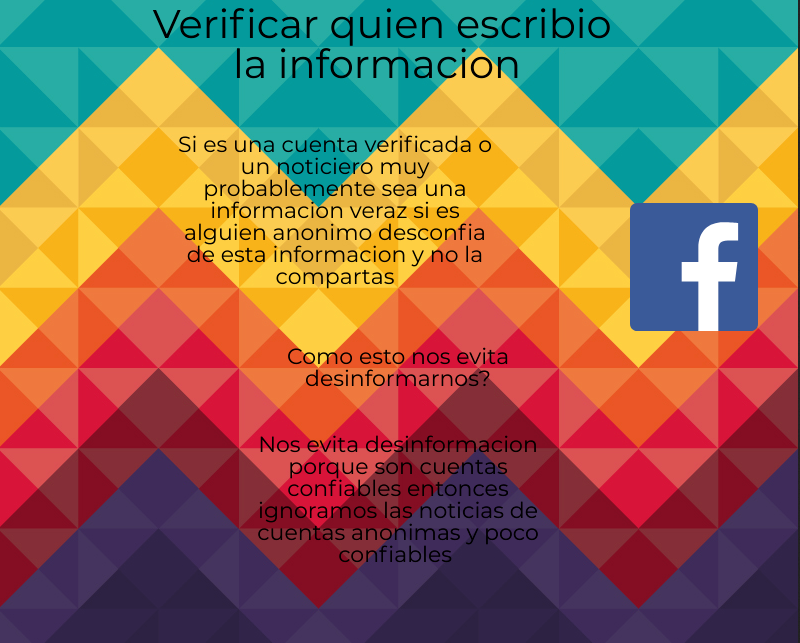 Verificar quien escribio
la informacion
Si es una cuenta verificada o
un noticiero muy
probablemente sea una
informacion veraz si es
alguien anonimo desconfia
de esta informacion y no la
compartas
Como esto nos evita
desinformarnos?
Nos evita desinformacion
porque son cuentas
confiables entonces
ignoramos las noticias de
cuentas anonimas y poco
confiables
f